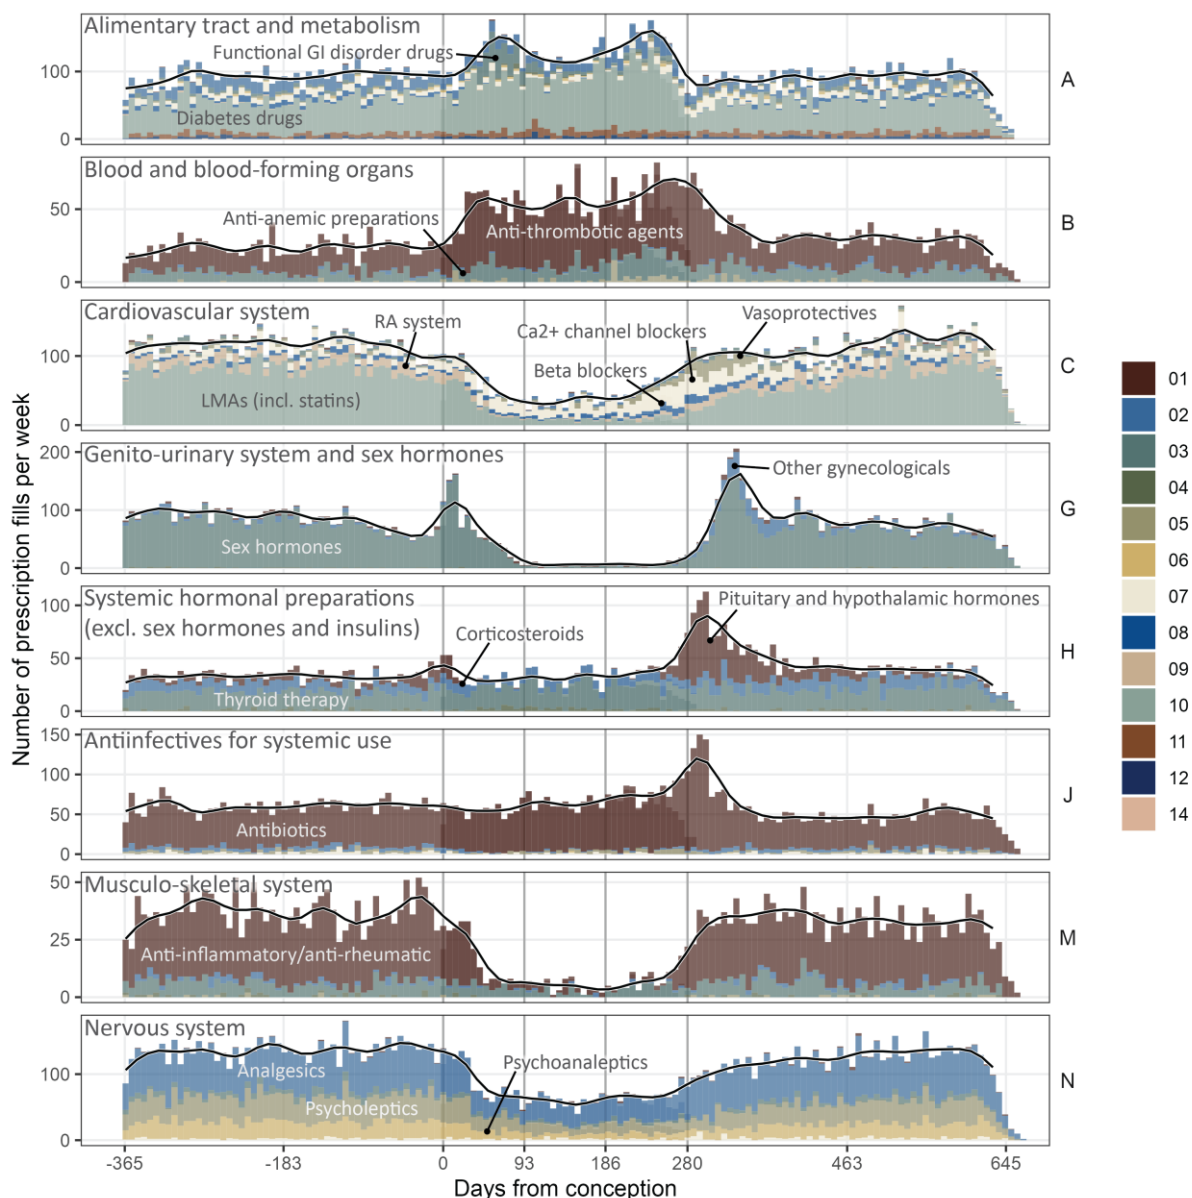 Alimentary tract and metabolism
Functional GI disorder drugs
100
Diabetes drugs
0
A
Blood and blood-forming organs
50
Anti-anemic preparations
Anti-thrombotic agents
0
B
Cardiovascular system
RA system
Ca2+ channel blockers
Vasoprotectives
100
Beta blockers
LMAs (incl. statins)
0
C
200
Genito-urinary system and sex hormones
Other gynecologicals
100
Sex hormones
0
G
100
Systemic hormonal preparations
(excl. sex hormones and insulins)
Pituitary and hypothalamic hormones
Corticosteroids
50
Thyroid therapy
0
H
150
Antiinfectives for systemic use
100
50
Antibiotics
0
J
50
Musculo-skeletal system
25
Anti-inflammatory/anti-rheumatic
0
M
Nervous system
Psychoanaleptics
100
Analgesics
Psycholeptics
0
N
-365
-183
0
93
186
280
463
645
Days from conception
Number of prescription fills per week
01
02
03
04
05
06
07
08
09
10
11
12
14